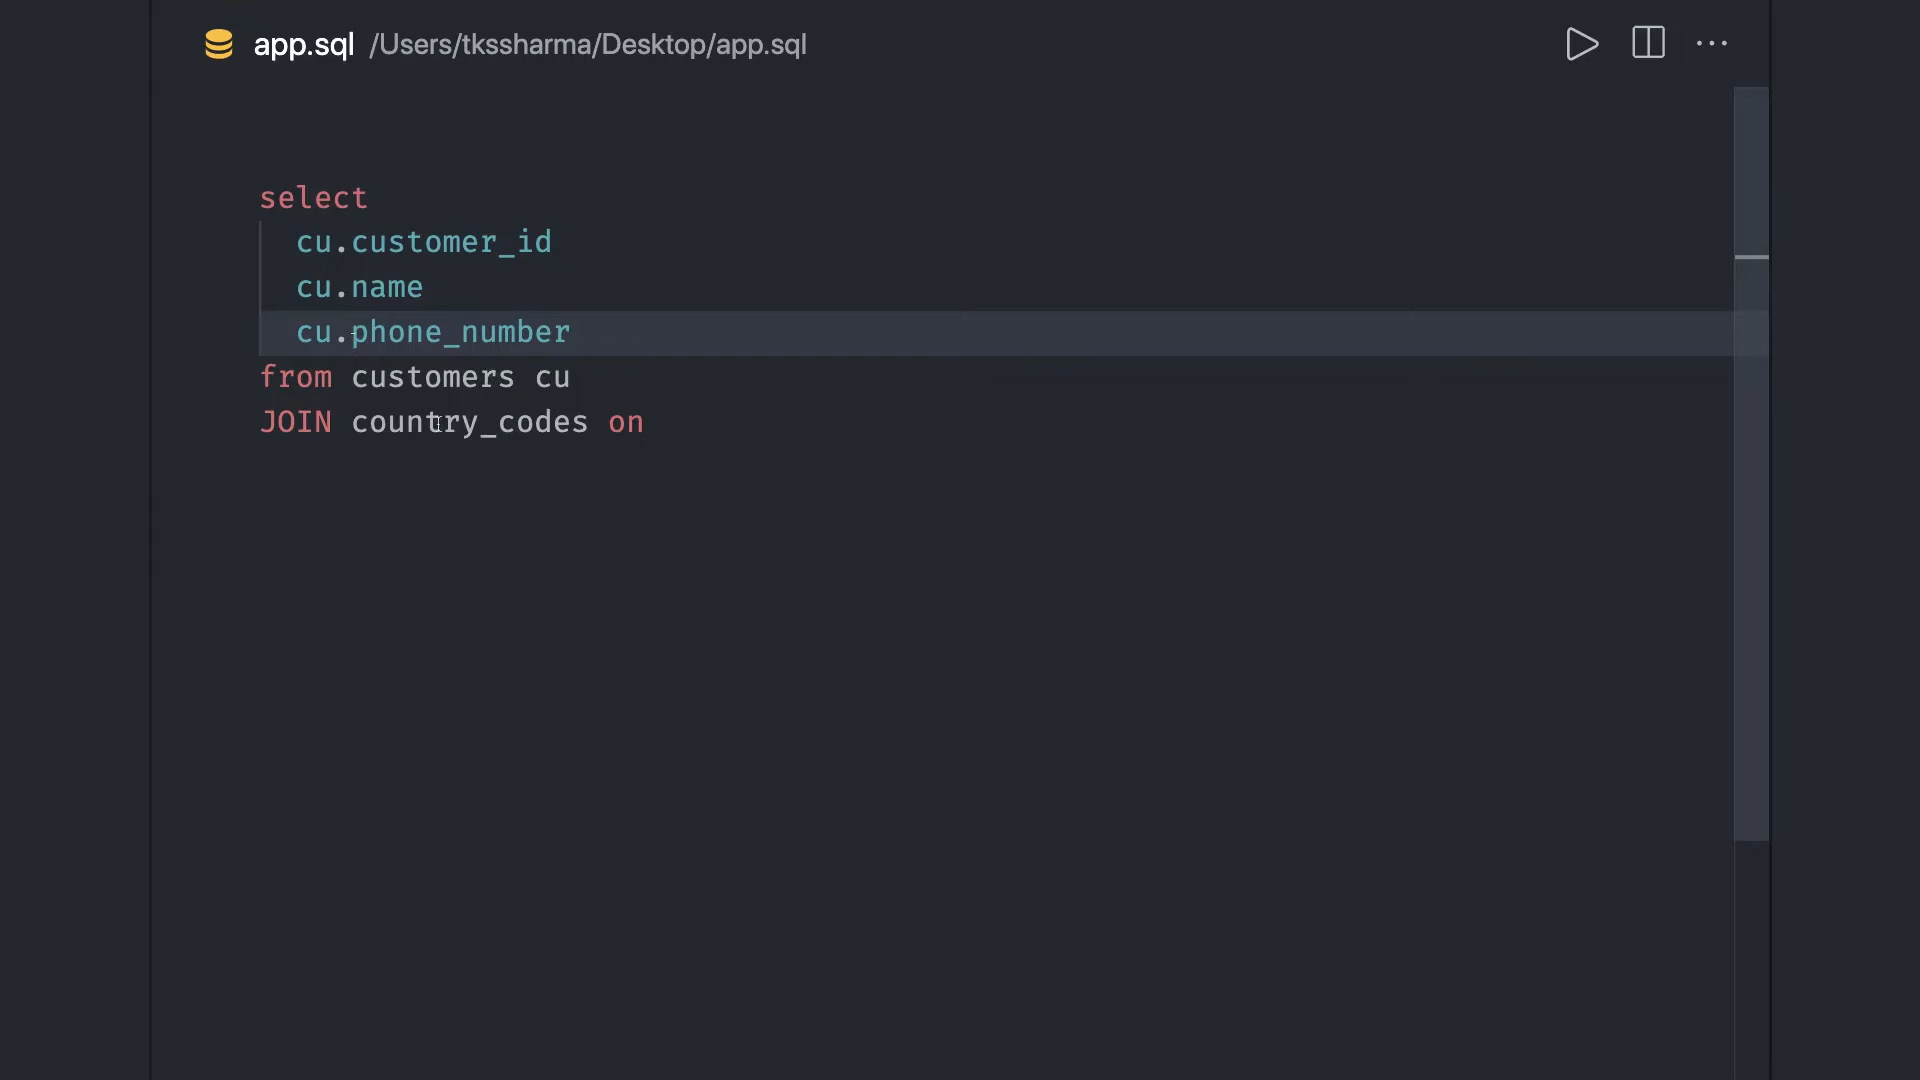 app.sql /Users/tkssharma/Desktop/app.sql
select
cu.customer_id
cu.name
cu.phone_number
from customers cu
JOIN country_codes on